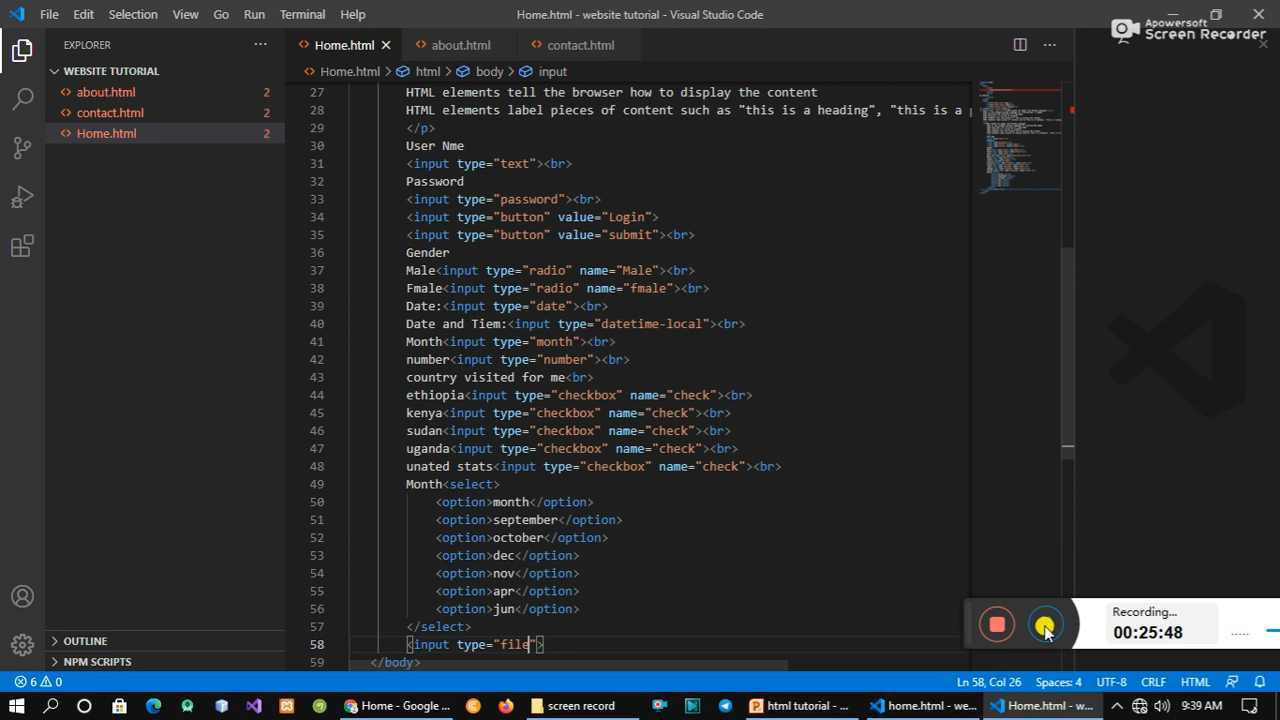 File Edit Selection View Go Run Terminal Help
Home.html - website tutorial - Visual Studio Code
Apowersoft
Screen Recorder
EXPLORER
Home.html
about.html
contact.html
WEBSITE TUTORIAL
Home.html > html > body > input
about.html 2
contact.html 2
Home.html 2
27 HTML elements tell the browser how to display the content
28 HTML elements label pieces of content such as "this is a heading", "this is a
29 </p>
30 User Nme
31 <input type="text"><br>
32 Password
33 <input type="password"><br>
34 <input type="button" value="Login">
35 <input type="button" value="submit"><br>
36 Gender
37 Male<input type="radio" name="Male"><br>
38 Fmale<input type="radio" name="fmale"><br>
39 Date:<input type="date"><br>
40 Date and Tiem:<input type="datetime-local"><br>
41 Month<input type="month"><br>
42 number<input type="number"><br>
43 country visited for me<br>
44 ethiopia<input type="checkbox" name="check"><br>
45 kenya<input type="checkbox" name="check"><br>
46 sudan<input type="checkbox" name="check"><br>
47 uganda<input type="checkbox" name="check"><br>
48 unated stats<input type="checkbox" name="check"><br>
49 Month<select>
50 <option>month</option>
51 <option>september</option>
52 <option>october</option>
53 <option>dec</option>
54 <option>nov</option>
55 <option>apr</option>
56 <option>jun</option>
57 </select>
58 <input type="file">
59 </body>
Recording...
00:25:48
OUTLINE
NPM SCRIPTS
6 0
Ln 58, Col 26 Spaces: 4 UTF-8 CRLF HTML
Home - Google ... screen record html tutorial - ... home.html - we... Home.html - w... 9:39 AM